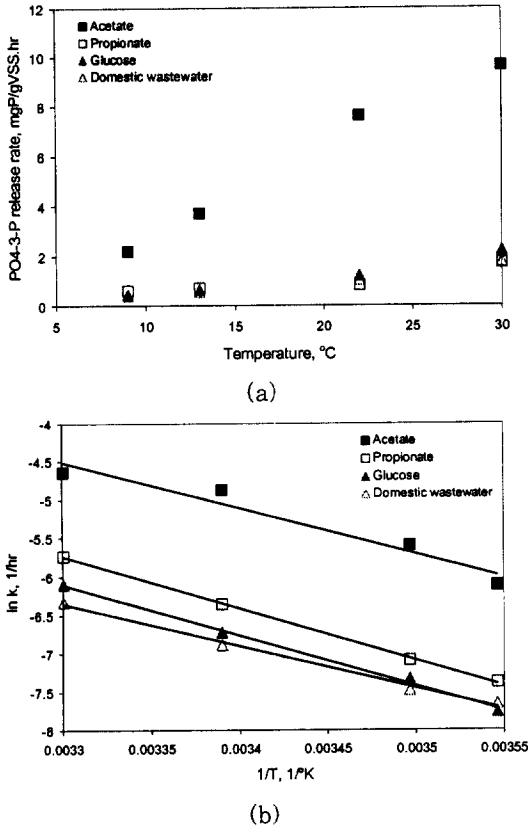 12
10
8
6
4
2
0
PO4-3-P release rate, mgP/gVSS.hr
Acetate
Propionate
Glucose
Domestic wastewater
5 10 15 20 25 30
Temperature, °C
(a)
-4
-4.5
-5
-5.5
-6
-6.5
-7
-7.5
-8
ln k, 1/hr
Acetate
Propionate
Glucose
Domestic wastewater
0.0033 0.00335 0.0034 0.00345 0.0035 0.00355
1/T, 1/°K
(b)